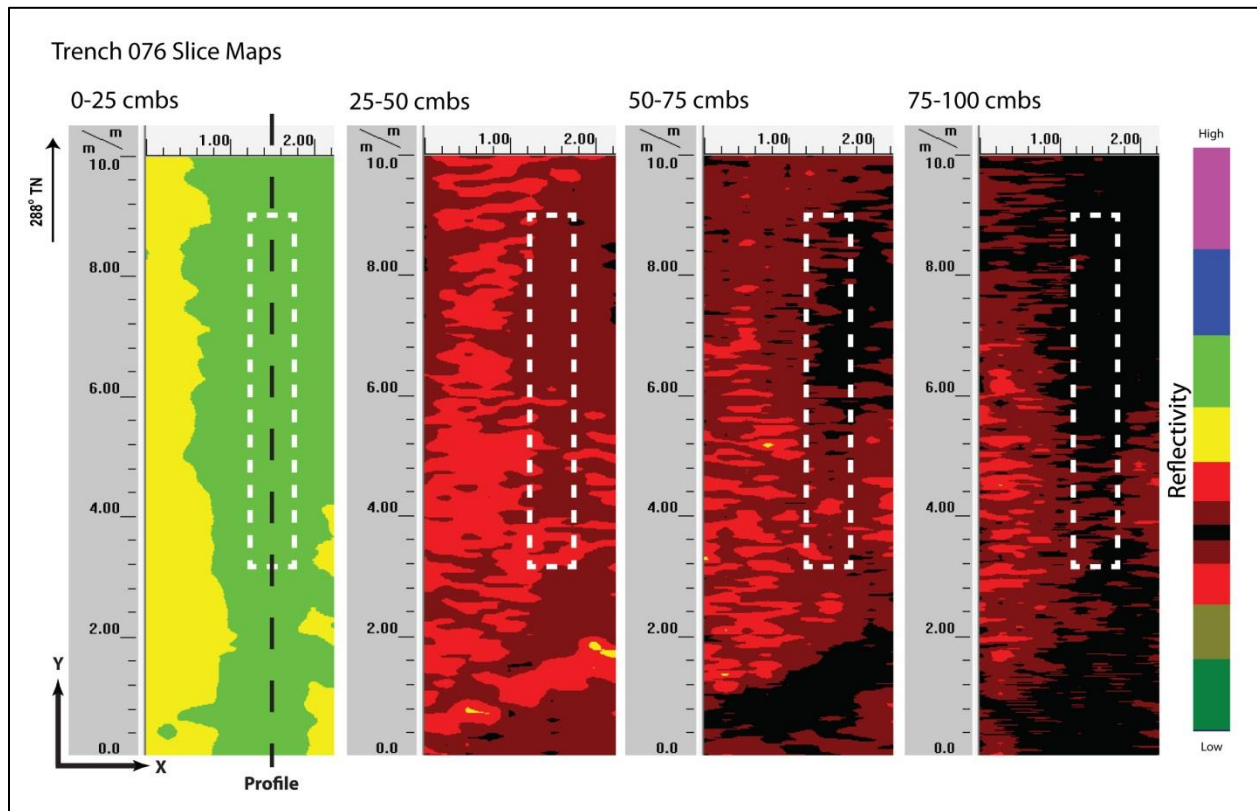 Trench 076 Slice Maps
0-25 cmbs
25-50 cmbs
50-75 cmbs
75-100 cmbs
288° TN
m
m
1.00
2.00
10.0
8.00
6.00
4.00
2.00
0.0
m
m
1.00
2.00
10.0
8.00
6.00
4.00
2.00
0.0
m
m
1.00
2.00
10.0
8.00
6.00
4.00
2.00
0.0
m
m
1.00
2.00
10.0
8.00
6.00
4.00
2.00
0.0
High
Reflectivity
Low
Y
X
Profile